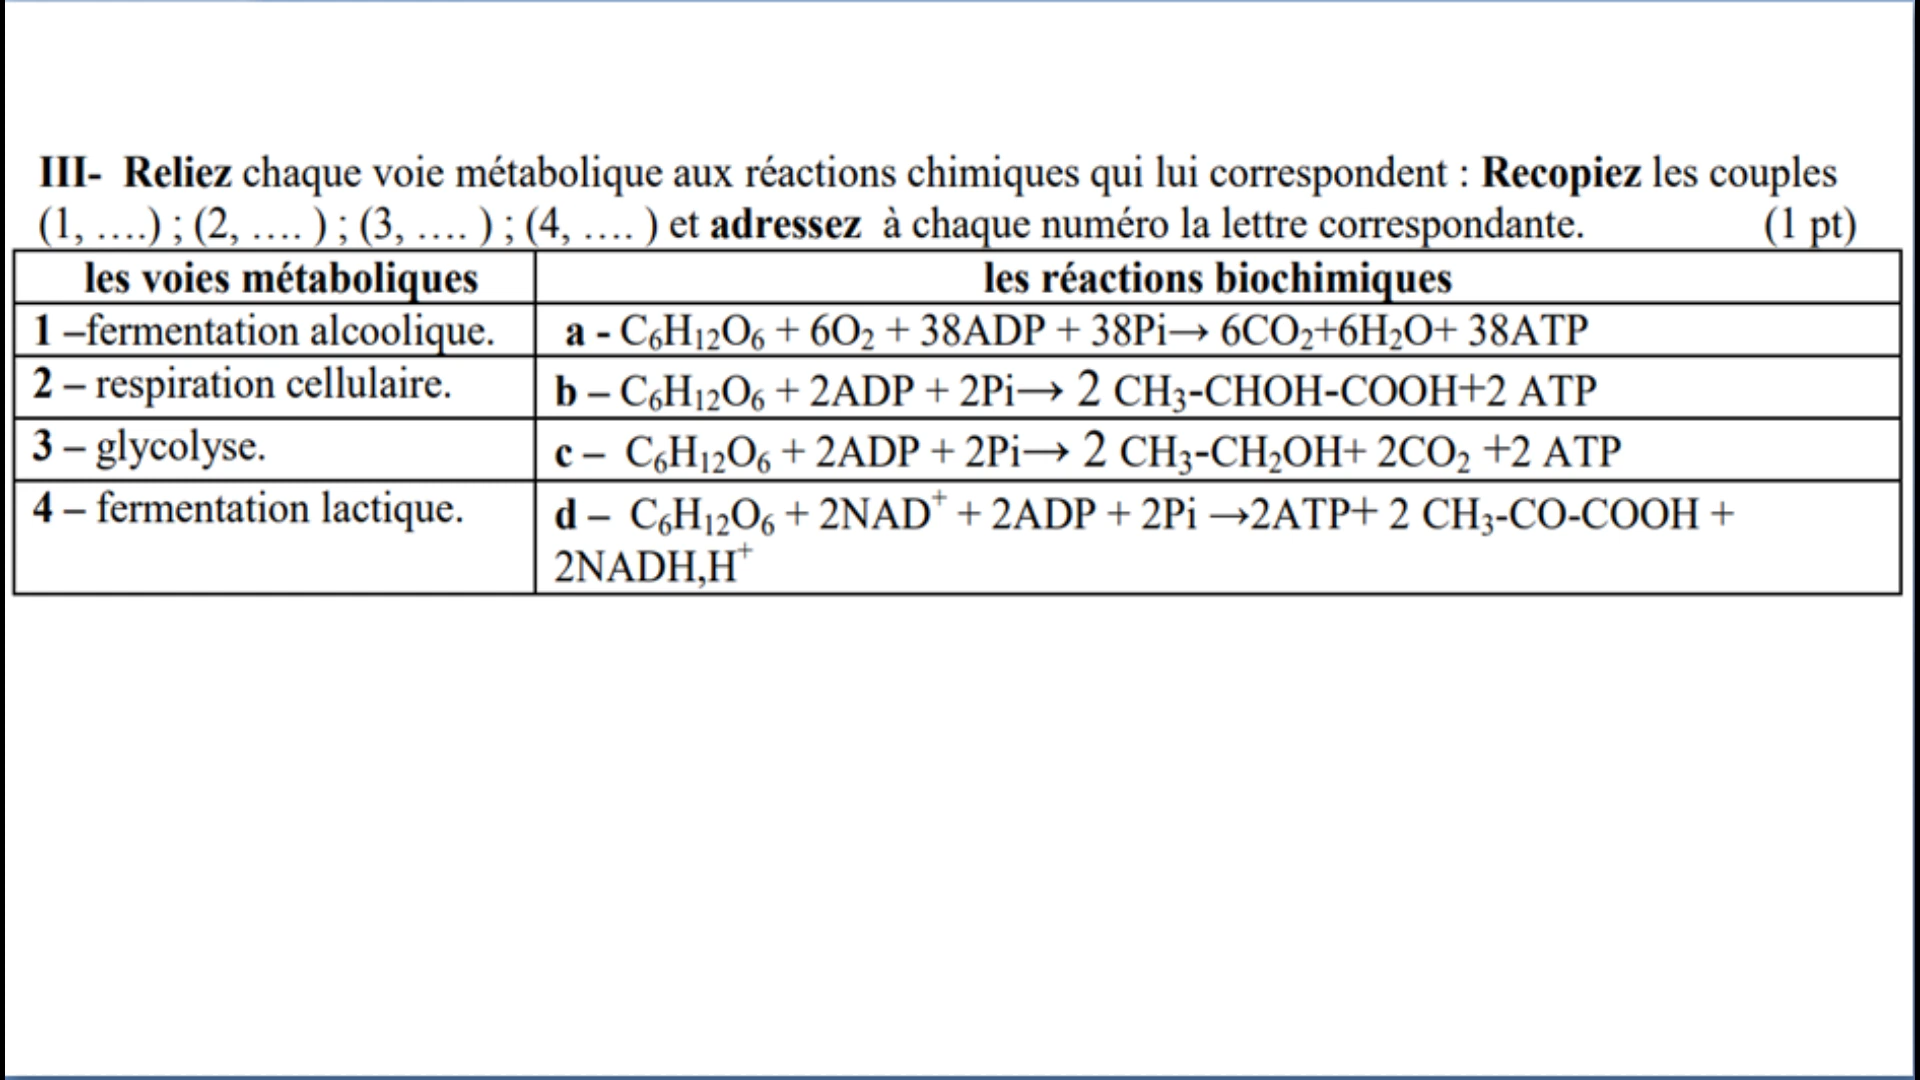 III- Reliez chaque voie métabolique aux réactions chimiques qui lui correspondent : Recopiez les couples
(1, ….) ; (2, …. ) ; (3, …. ) ; (4, …. ) et adressez à chaque numéro la lettre correspondante. (1 pt)
les voies métaboliques les réactions biochimiques
1 –fermentation alcoolique. a - C₆H₁₂O₆ + 6O₂ + 38ADP + 38Pi→ 6CO₂+6H₂O+ 38ATP
2 – respiration cellulaire. b – C₆H₁₂O₆ + 2ADP + 2Pi→ 2 CH₃-CHOH-COOH+2 ATP
3 – glycolyse. c – C₆H₁₂O₆ + 2ADP + 2Pi→ 2 CH₃-CH₂OH+ 2CO₂ +2 ATP
4 – fermentation lactique. d – C₆H₁₂O₆ + 2NAD⁺ + 2ADP + 2Pi →2ATP+ 2 CH₃-CO-COOH +
2NADH,H⁺